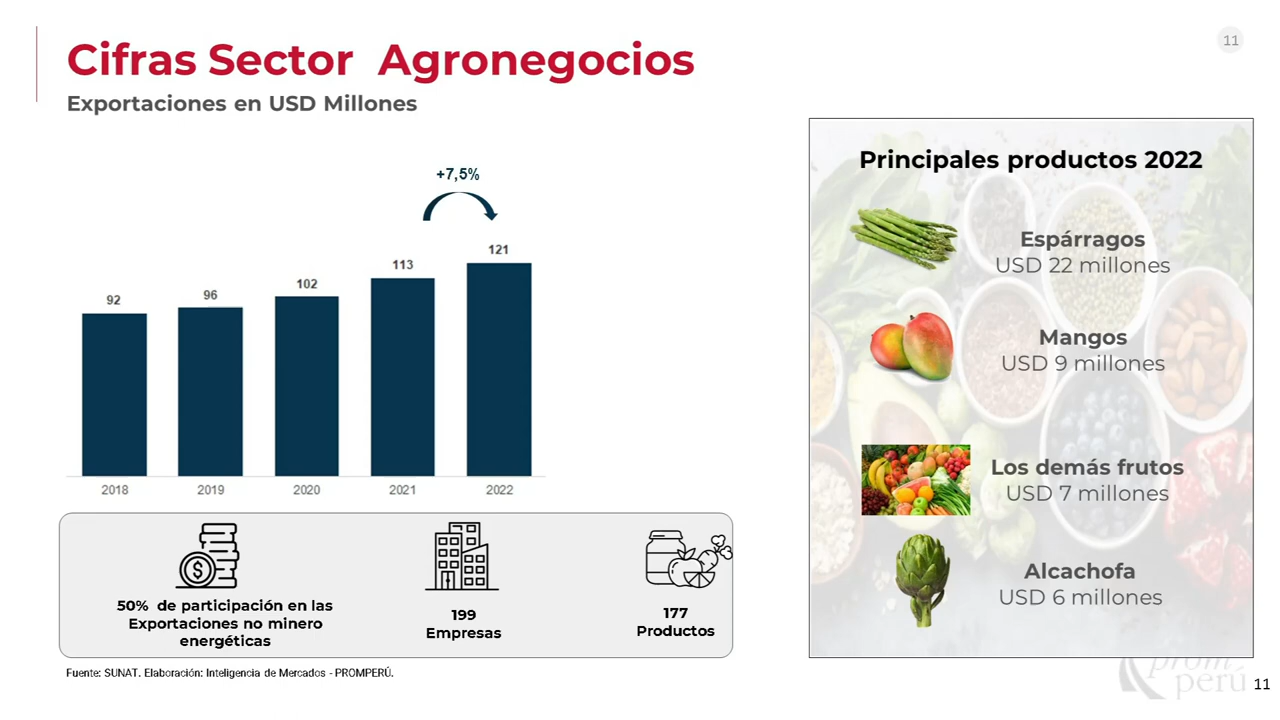 11
Cifras Sector  Agronegocios
Exportaciones en USD Millones
+7,5%
92
96
102
113
121
2018
2019
2020
2021
2022
50%  de participación en las
Exportaciones no minero
energéticas
199
Empresas
177
Productos
Fuente: SUNAT. Elaboración: Inteligencia de Mercados - PROMPERÚ.
Principales productos 2022
Espárragos
USD 22 millones
Mangos
USD 9 millones
Los demás frutos
USD 7 millones
Alcachofa
USD 6 millones
prom
perú
11